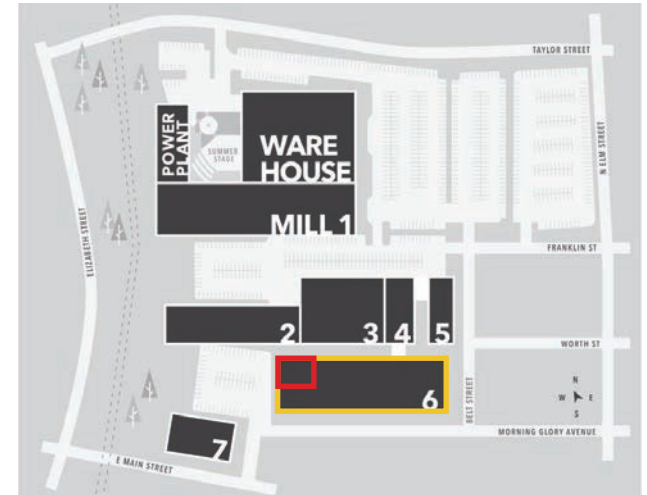 TAYLOR STREET
POWER
PLANT
SUMMER
STAGE
WARE
HOUSE
N ELM STREET
MILL 1
ELIZABETH STREET
FRANKLIN ST
2
3
4
5
WORTH ST
6
BELT STREET
N
W E
S
7
MORNING GLORY AVENUE
E MAIN STREET